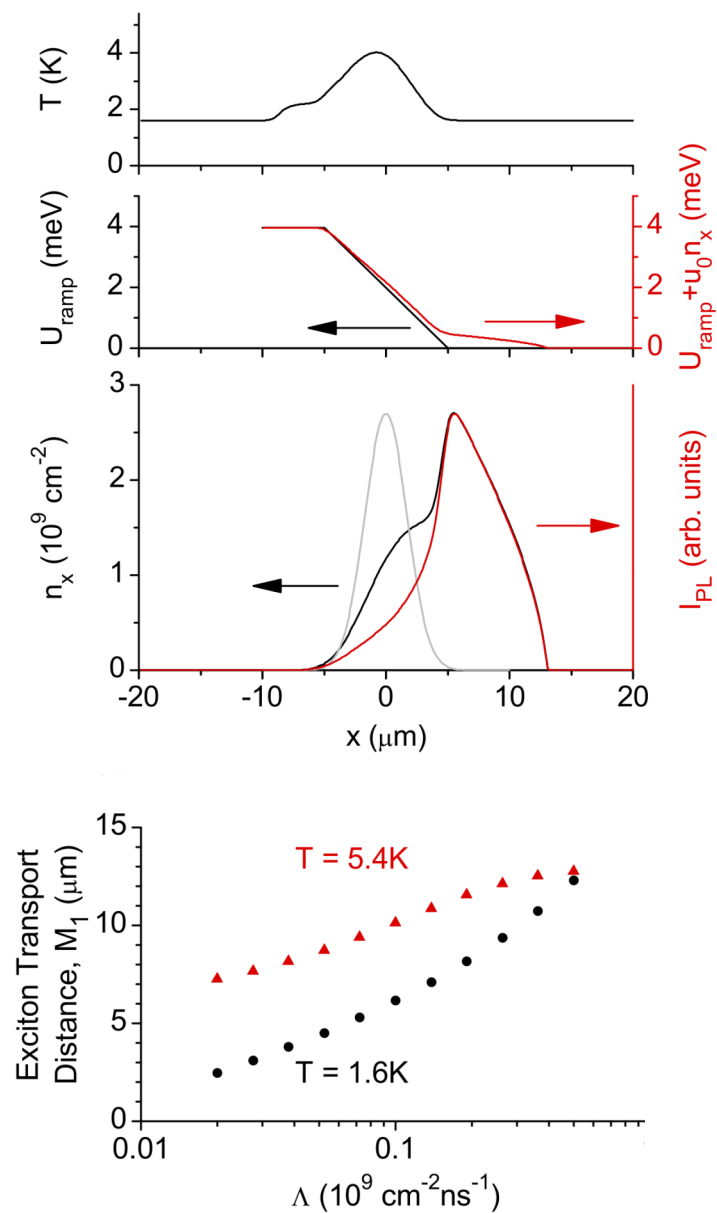 T (K)
4
2
0
U_ramp (meV)
4
2
0
U_ramp +u_0n_x (meV)
4
2
0
n_x (10^9 cm^-2)
3
2
1
0
I_PL (arb. units)
-20
-10
0
10
20
x (μm)
Exciton Transport
Distance, M_1 (μm)
15
10
5
0
T = 5.4K
T = 1.6K
0.01
0.1
Λ (10^9 cm^-2ns^-1)